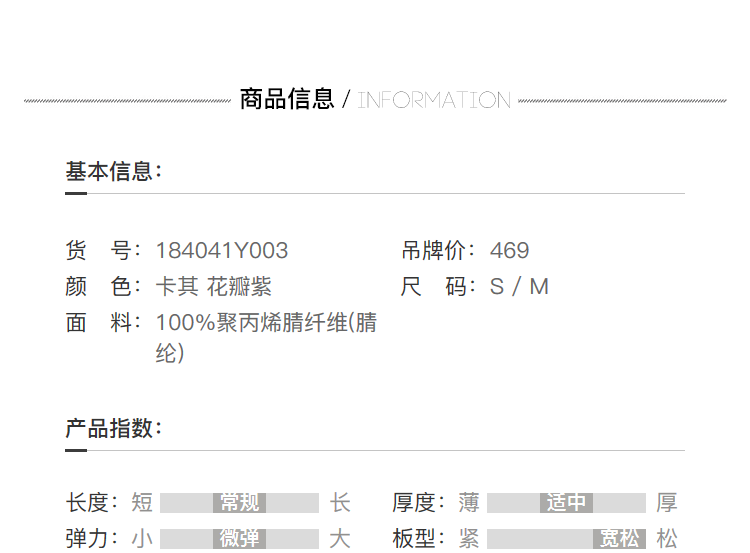 商品信息 / INFORMATION
基本信息：
货 号：184041Y003 吊牌价：469
颜 色：卡其 花瓣紫 尺 码：S / M
面 料：100%聚丙烯腈纤维(腈
纶)
产品指数：
长度：短 常规 长 厚度：薄 适中 厚
弹力：小 微弹 大 板型：紧 宽松 松